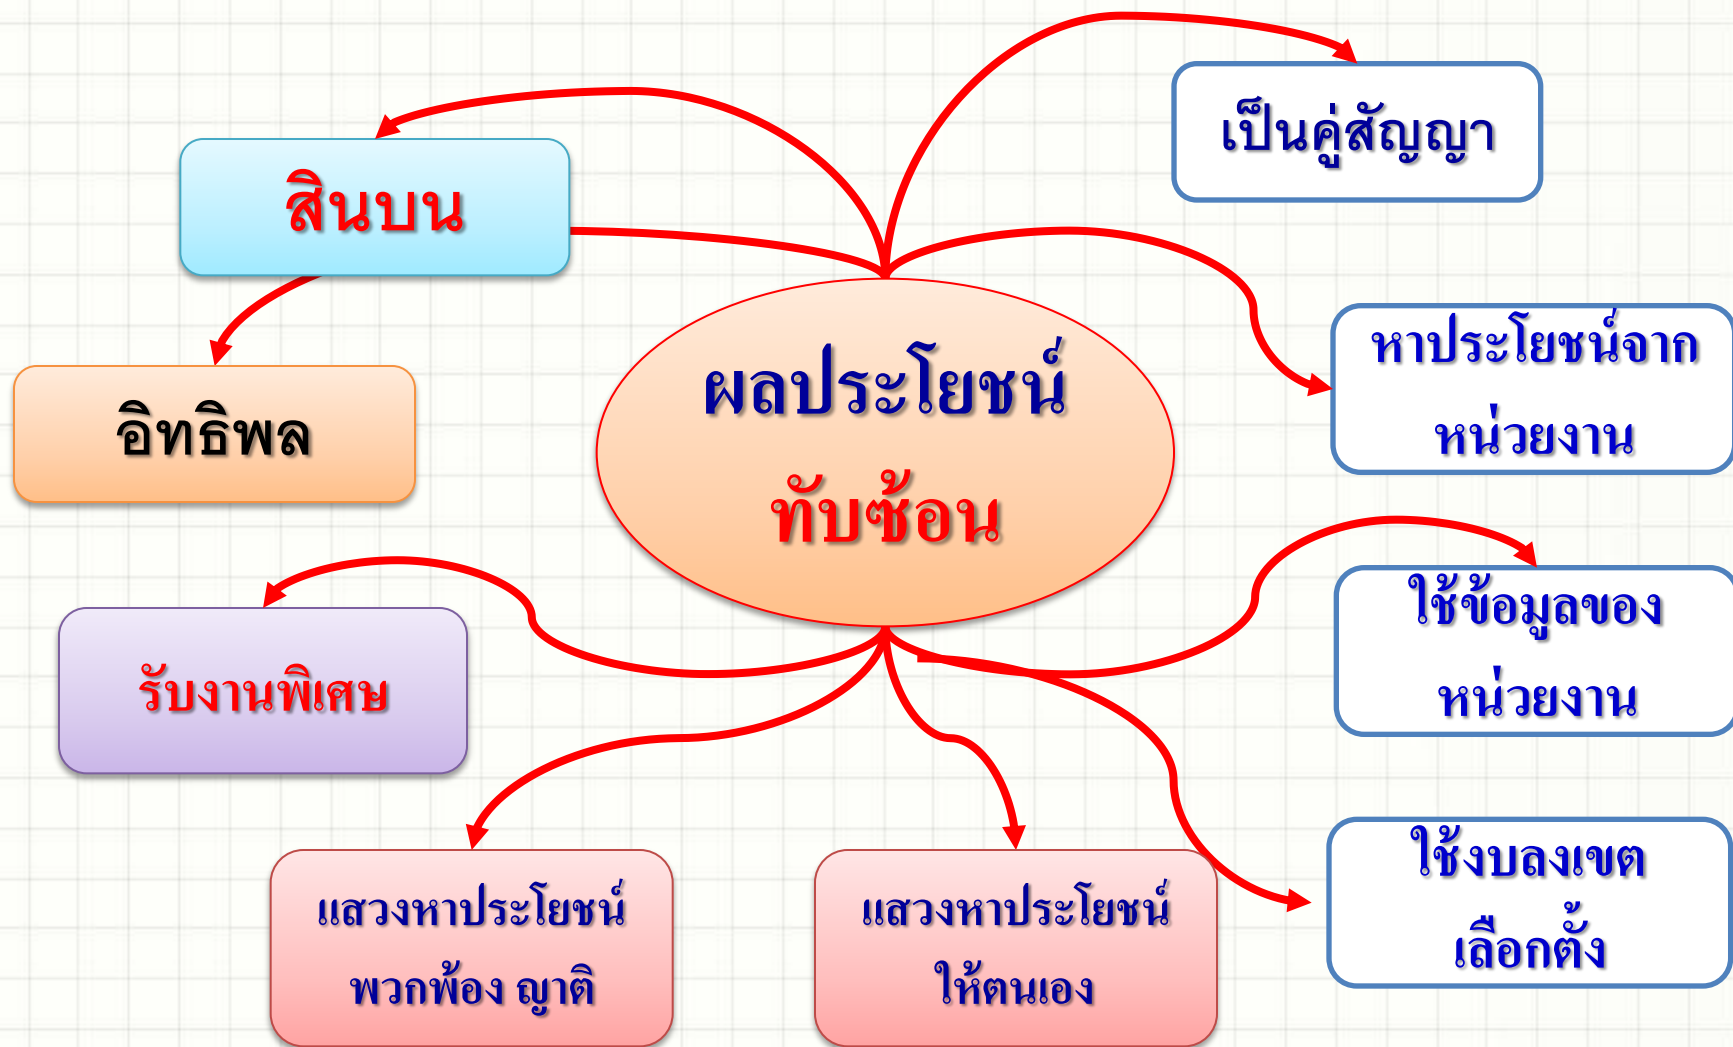 เป็นคู่สัญญา
สินบน
หาประโยชน์จาก
หน่วยงาน
ผลประโยชน์
ทับซ้อน
อิทธิพล
ใช้ข้อมูลของ
หน่วยงาน
รับงานพิเศษ
ใช้งบลงเขต
เลือกตั้ง
แสวงหาประโยชน์
พวกพ้อง ญาติ
แสวงหาประโยชน์
ให้ตนเอง